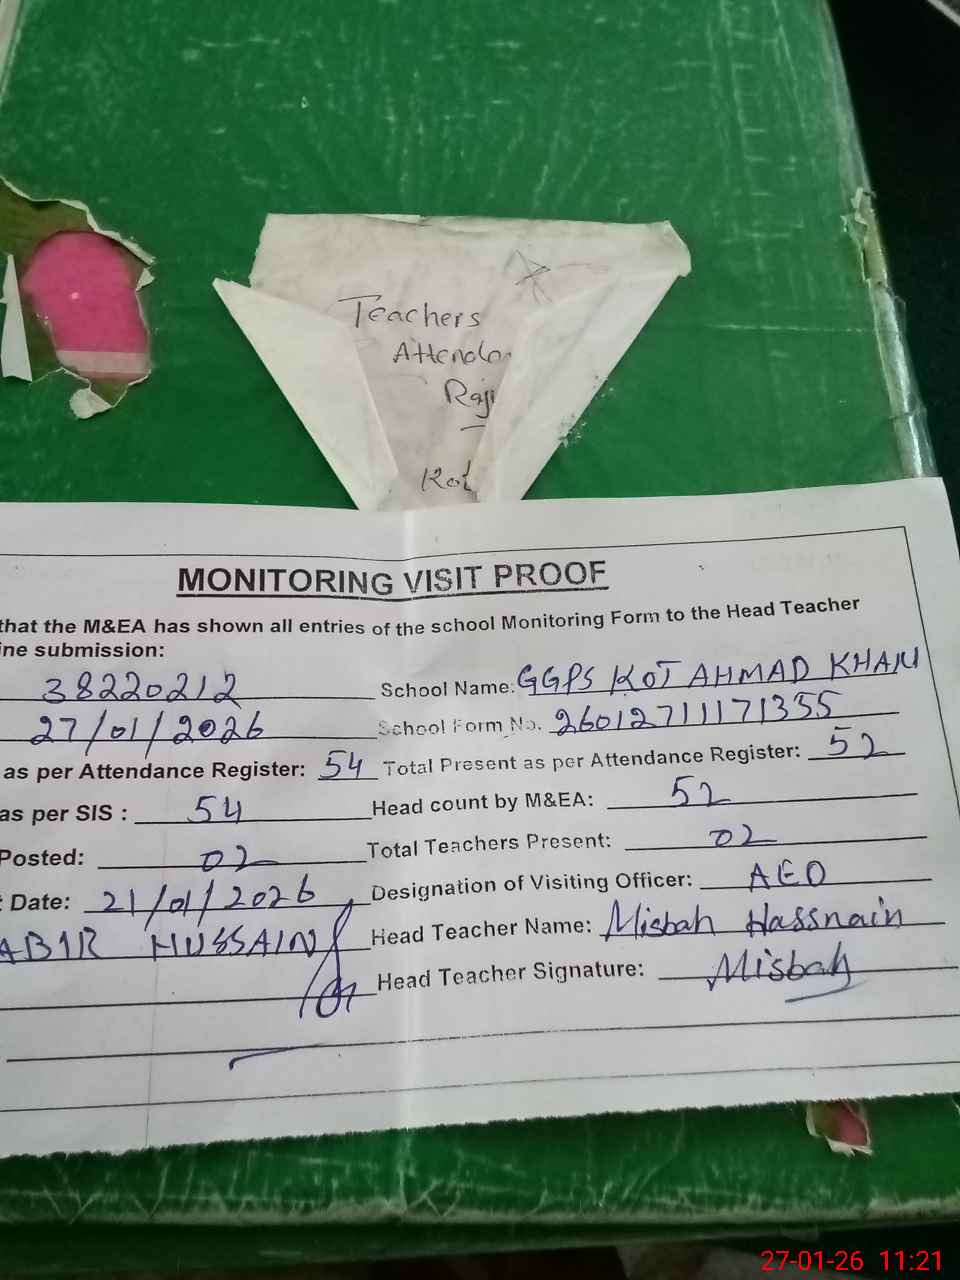 Teachers
Attenda
Raji
Kot
MONITORING VISIT PROOF
that the M&EA has shown all entries of the school Monitoring Form to the Head Teacher
ine submission:
38220212 School Name: GGPS KOT AHMAD KHAN
27/01/2026 School Form No. 26012711171355
as per Attendance Register: 54 Total Present as per Attendance Register: 52
as per SIS : 54 Head count by M&EA: 52
Posted: 02 Total Teachers Present: 02
t Date: 21/01/2026 Designation of Visiting Officer: AEO
ABIR HUSSAIN Head Teacher Name: Misbah Hassnain
Head Teacher Signature: Misbah
27-01-26 11:21